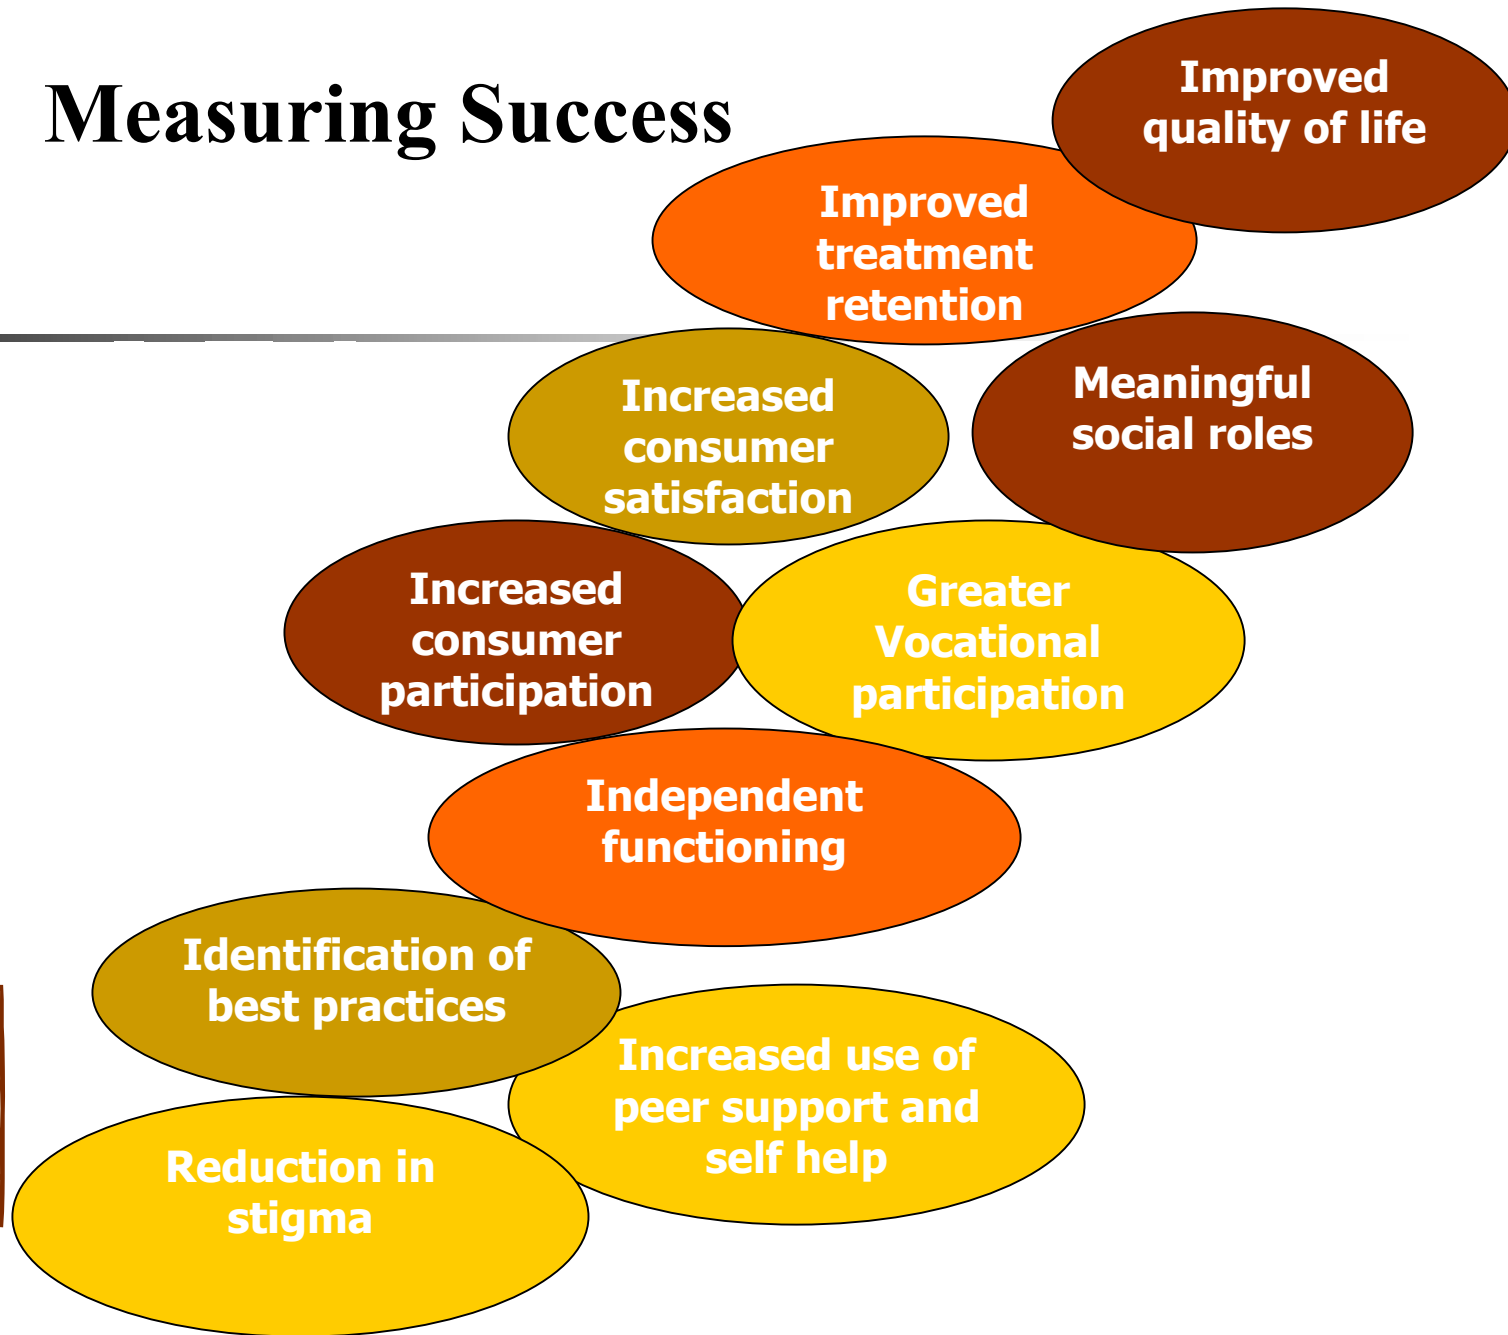 Measuring Success
Improved
quality of life
Improved
treatment
retention
Meaningful
social roles
Increased
consumer
satisfaction
Increased
consumer
participation
Greater
Vocational
participation
Independent
functioning
Identification of
best practices
Increased use of
peer support and
self help
Reduction in
stigma